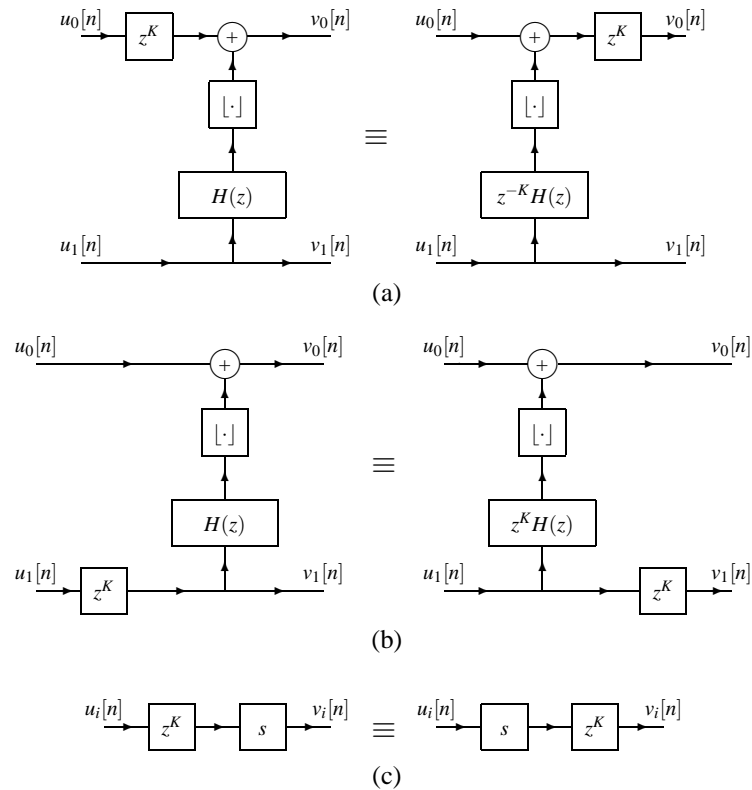 u₀[n] z^K + v₀[n] u₀[n] + z^K v₀[n]
⌊·⌋ ⌊·⌋
≡
H(z) z^{-K}H(z)
u₁[n] v₁[n] u₁[n] v₁[n]
(a)
u₀[n] + v₀[n] u₀[n] + v₀[n]
⌊·⌋ ⌊·⌋
≡
H(z) z^K H(z)
u₁[n] z^K v₁[n] u₁[n] z^K v₁[n]
(b)
uᵢ[n] z^K s vᵢ[n] ≡ uᵢ[n] s z^K vᵢ[n]
(c)